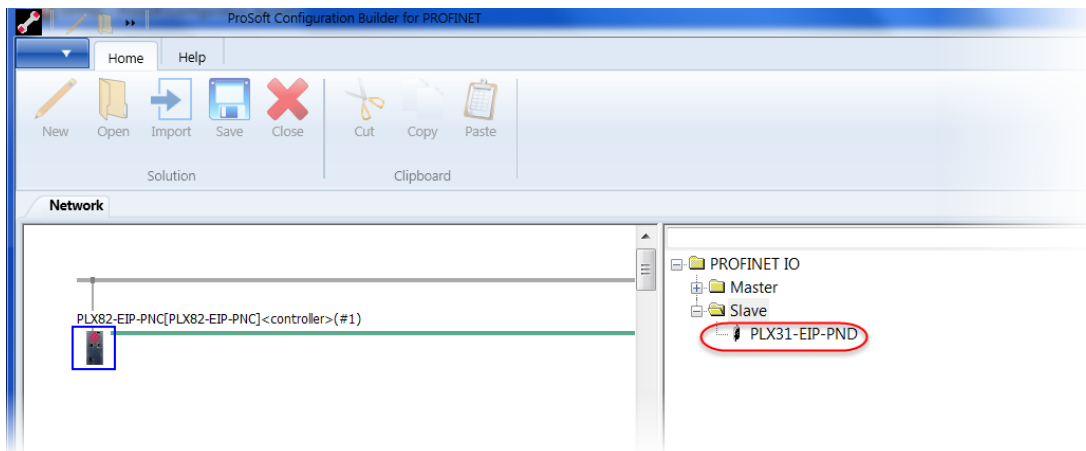 ProSoft Configuration Builder for PROFINET
Home Help
New Open Import Save Close Cut Copy Paste
Solution Clipboard
Network
PLX82-EIP-PNC[PLX82-EIP-PNC]<controller>(#1)
PROFINET IO
Master
Slave
PLX31-EIP-PND